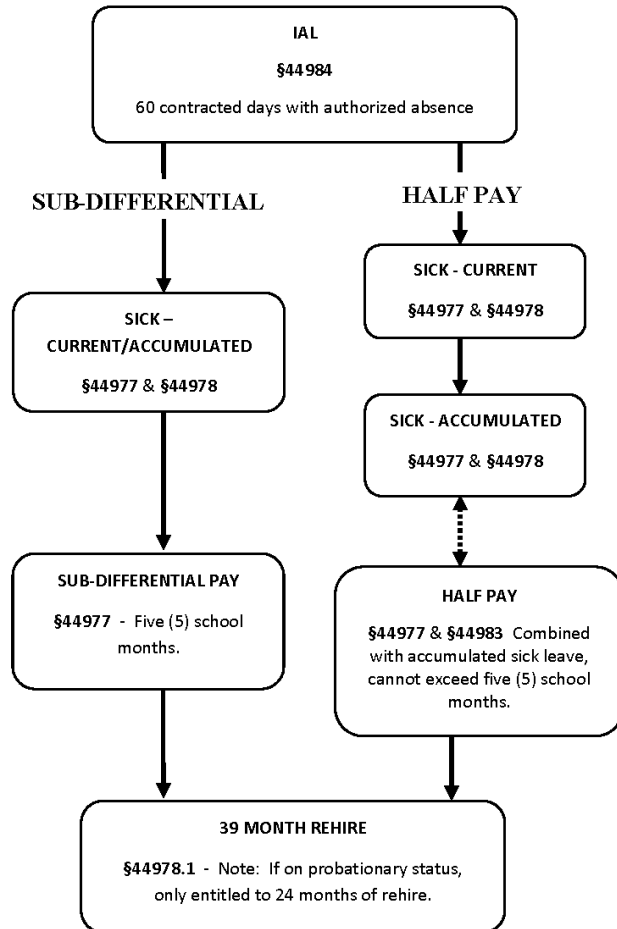 IAL
§44984
60 contracted days with authorized absence
SUB-DIFFERENTIAL
HALF PAY
SICK –
CURRENT/ACCUMULATED
§44977 & §44978
SICK - CURRENT
§44977 & §44978
SICK - ACCUMULATED
§44977 & §44978
SUB-DIFFERENTIAL PAY
§44977 - Five (5) school
months.
HALF PAY
§44977 & §44983 Combined
with accumulated sick leave,
cannot exceed five (5) school
months.
39 MONTH REHIRE
§44978.1 - Note: If on probationary status,
only entitled to 24 months of rehire.